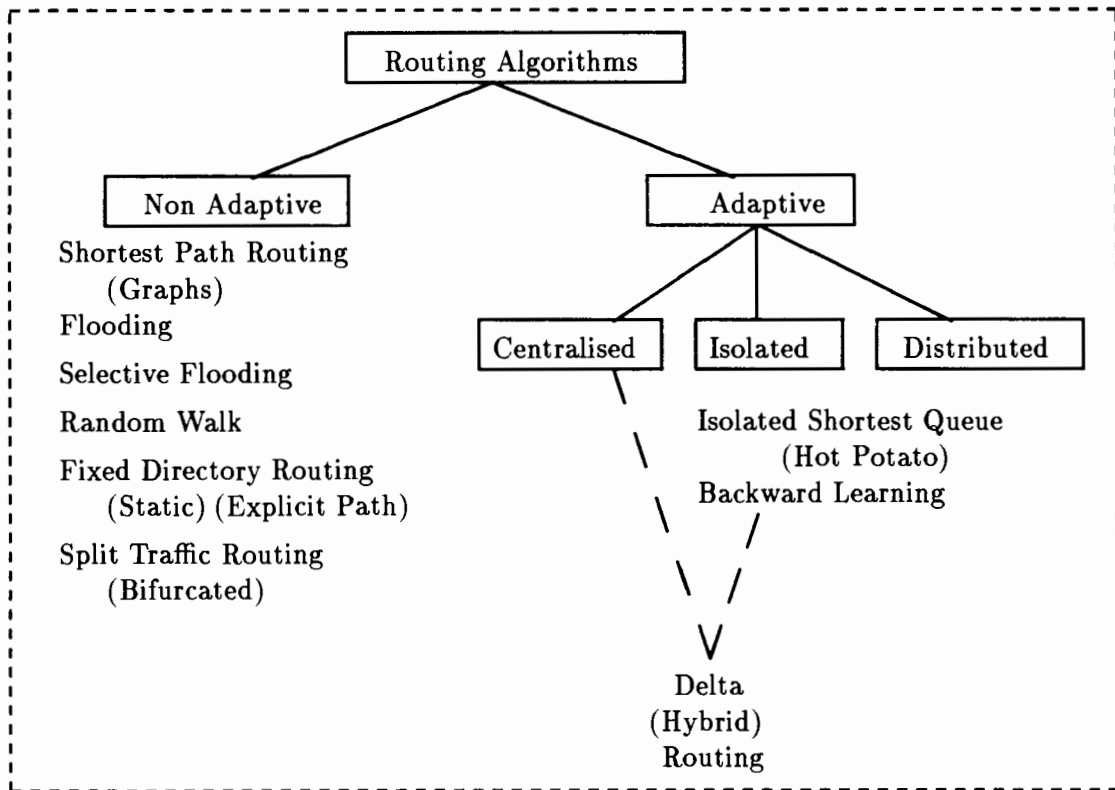 Routing Algorithms
Non Adaptive
Adaptive
Shortest Path Routing
(Graphs)
Flooding
Selective Flooding
Random Walk
Fixed Directory Routing
(Static) (Explicit Path)
Split Traffic Routing
(Bifurcated)
Centralised
Isolated
Distributed
Isolated Shortest Queue
(Hot Potato)
Backward Learning
Delta
(Hybrid)
Routing